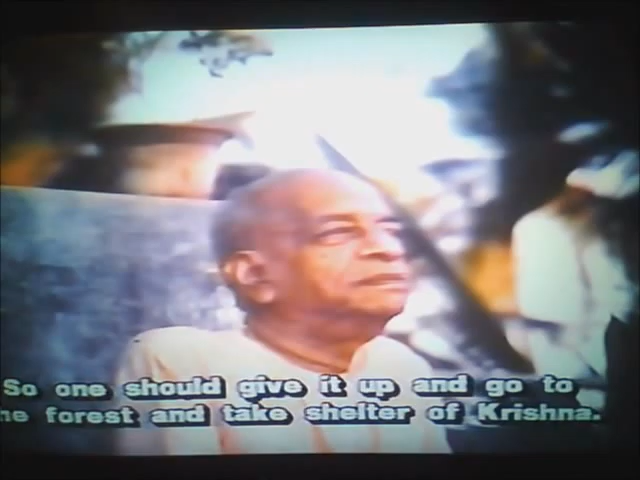 So one should give it up and go to
he forest and take shelter of Krishna.